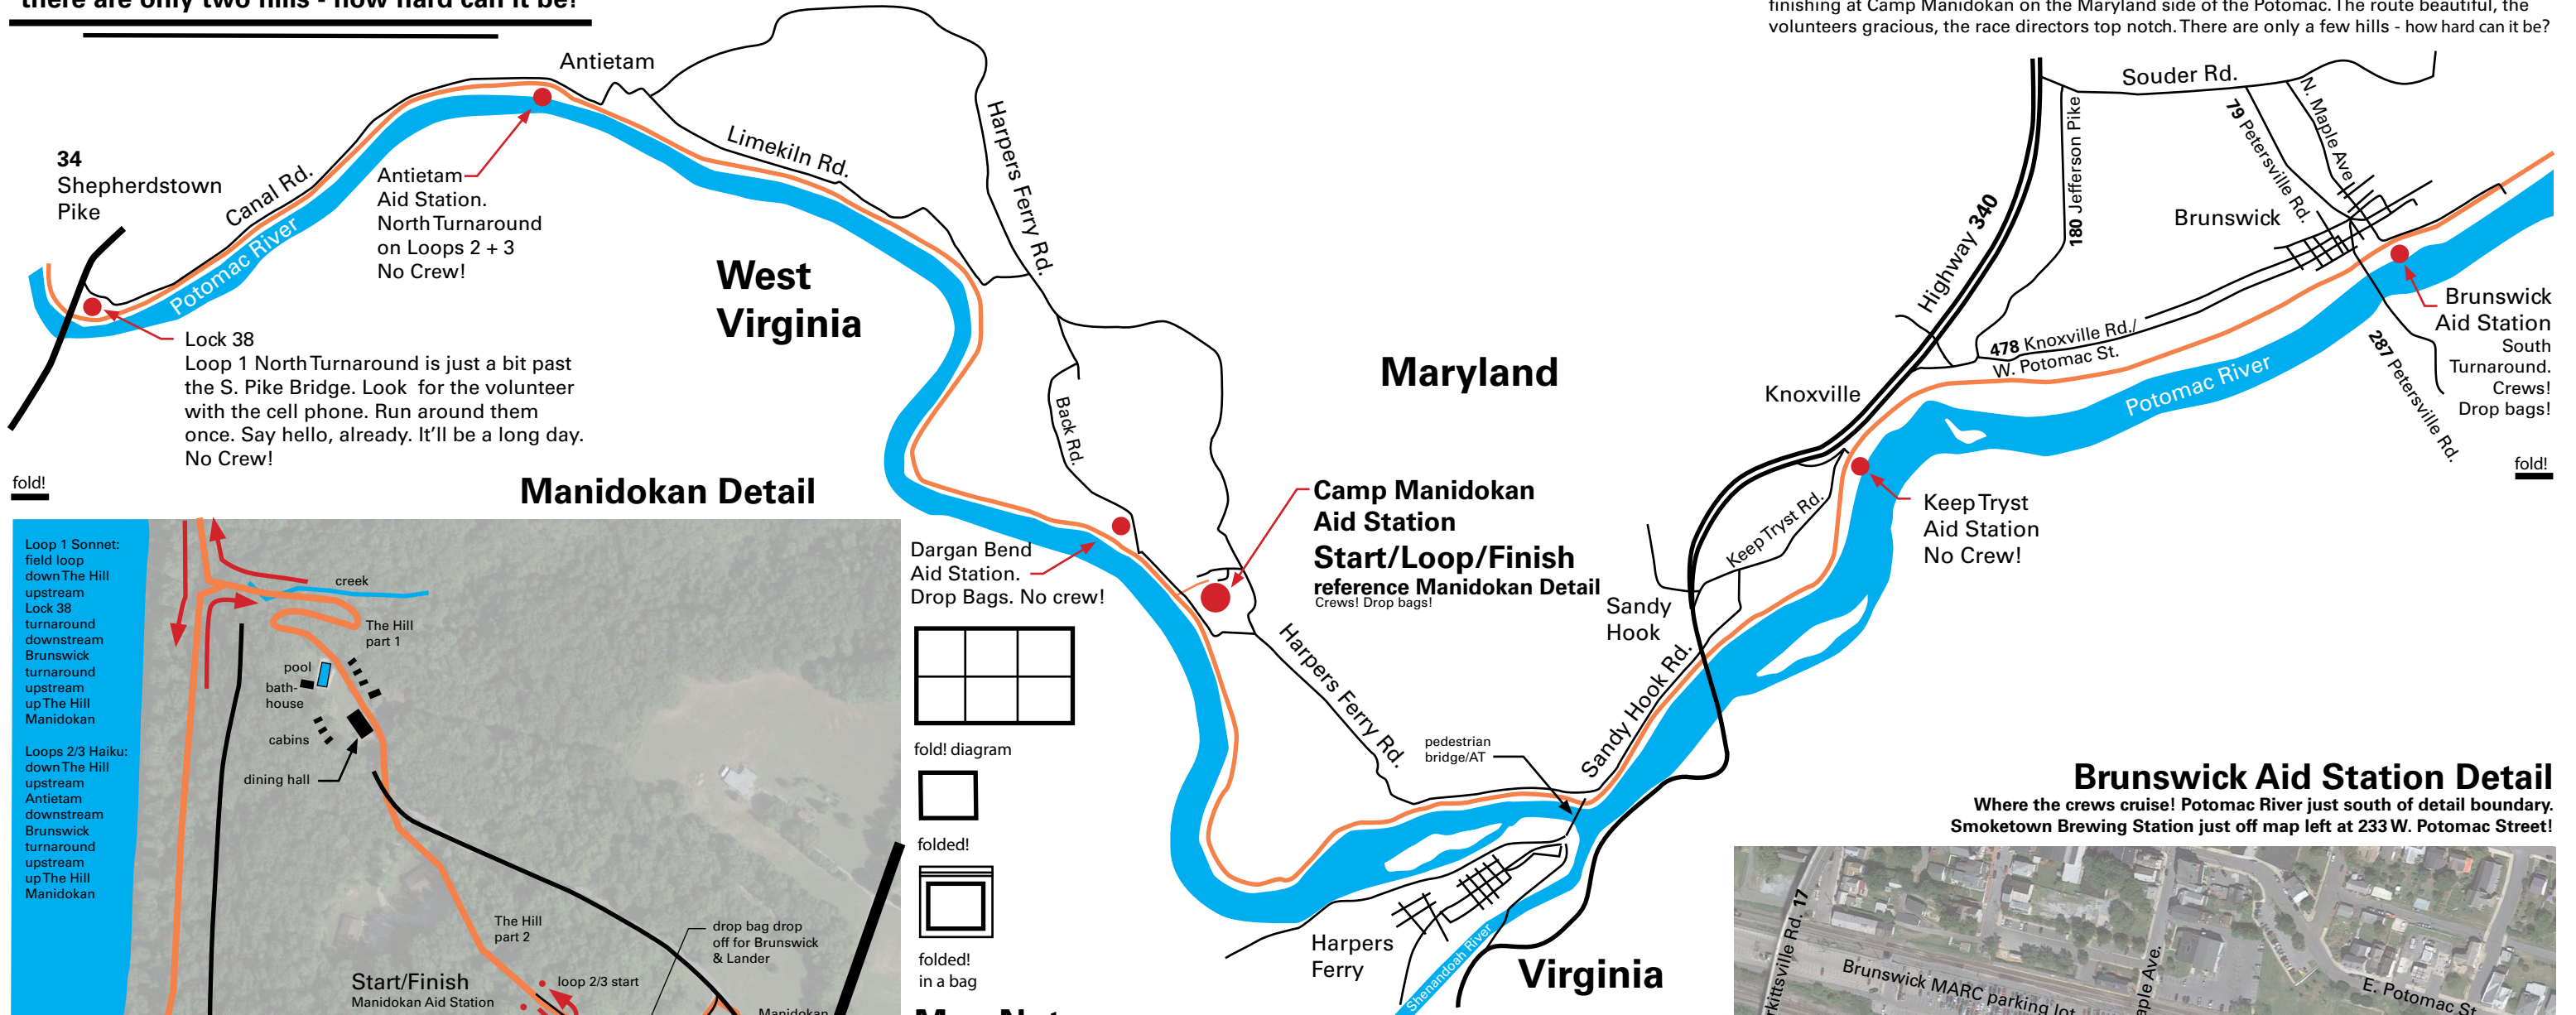 there are only two hills - how hard can it be!
finishing at Camp Manidokan on the Maryland side of the Potomac. The route beautiful, the
volunteers gracious, the race directors top notch. There are only a few hills - how hard can it be?
Antietam
34
Shepherdstown
Pike
Canal Rd.
Potomac River
Antietam
Aid Station.
North Turnaround
on Loops 2 + 3
No Crew!
Limekiln Rd.
Harpers Ferry Rd.
West
Virginia
Lock 38
Loop 1 North Turnaround is just a bit past
the S. Pike Bridge. Look for the volunteer
with the cell phone. Run around them
once. Say hello, already. It'll be a long day.
No Crew!
fold!
Back Rd.
Maryland
Souder Rd.
79 Petersville Rd.
N. Maple Ave
180 Jefferson Pike
Highway 340
Brunswick
478 Knoxville Rd./
W. Potomac St.
Knoxville
Potomac River
287 Petersville Rd.
Brunswick
Aid Station
South
Turnaround.
Crews!
Drop bags!
fold!
Camp Manidokan
Aid Station
Start/Loop/Finish
reference Manidokan Detail
Crews! Drop bags!
Keep Tryst
Aid Station
No Crew!
Keep Tryst Rd.
Sandy
Hook
Sandy Hook Rd.
Dargan Bend
Aid Station.
Drop Bags. No crew!
Harpers Ferry Rd.
pedestrian
bridge/AT
Harpers
Ferry
Shenandoah River
Virginia
Manidokan Detail
Loop 1 Sonnet:
field loop
down The Hill
upstream
Lock 38
turnaround
downstream
Brunswick
turnaround
upstream
up The Hill
Manidokan
Loops 2/3 Haiku:
down The Hill
upstream
Antietam
downstream
Brunswick
turnaround
upstream
up The Hill
Manidokan
creek
The Hill
part 1
pool
bath-
house
cabins
dining hall
The Hill
part 2
drop bag drop
off for Brunswick
& Lander
Start/Finish
Manidokan Aid Station
loop 2/3 start
Manidokan
fold! diagram
folded!
folded!
in a bag
Brunswick Aid Station Detail
Where the crews cruise! Potomac River just south of detail boundary.
Smoketown Brewing Station just off map left at 233 W. Potomac Street!
rkittsville Rd. 17
Brunswick MARC parking lot
aple Ave.
E. Potomac St